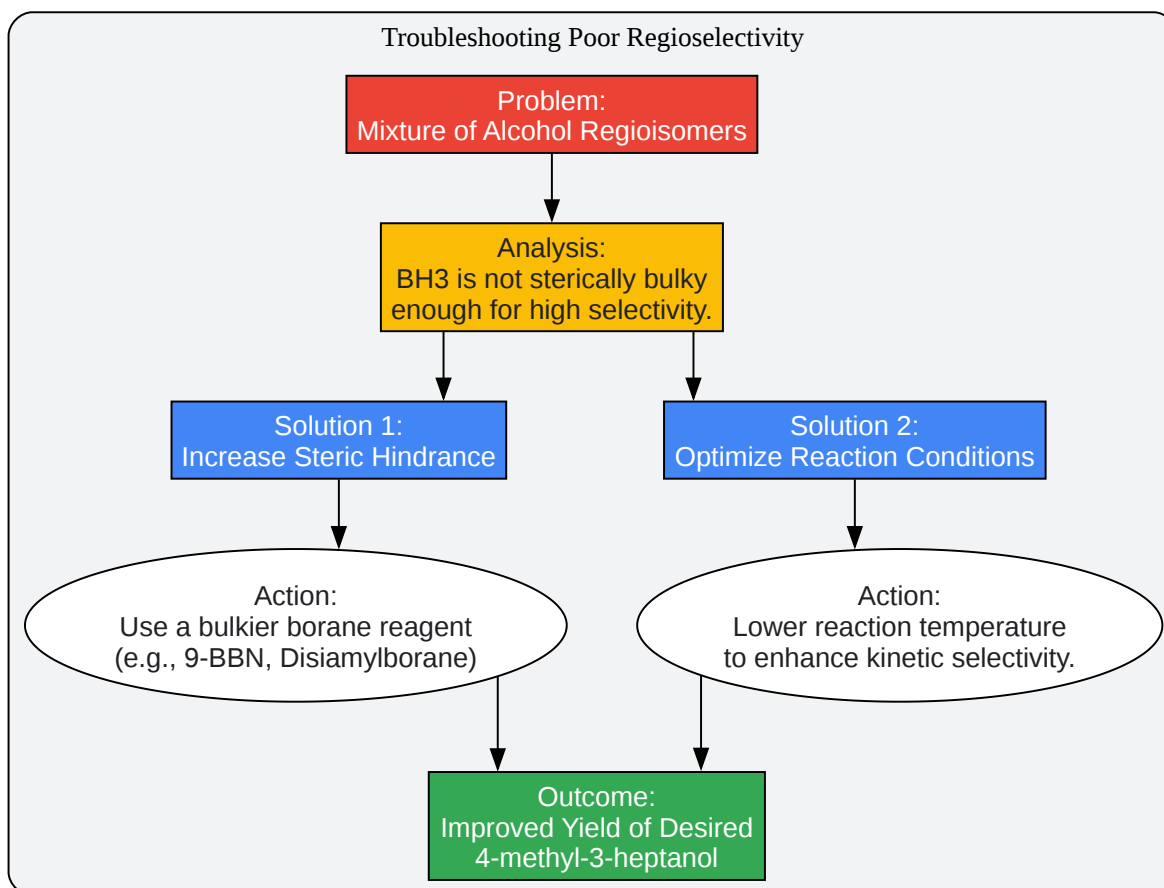 Troubleshooting Poor Regioselectivity
Problem:
Mixture of Alcohol Regioisomers
Analysis:
BH3 is not sterically bulky
enough for high selectivity.
Solution 1:
Increase Steric Hindrance
Solution 2:
Optimize Reaction Conditions
Action:
Use a bulkier borane reagent
(e.g., 9-BBN, Disiamylborane)
Action:
Lower reaction temperature
to enhance kinetic selectivity.
Outcome:
Improved Yield of Desired
4-methyl-3-heptanol